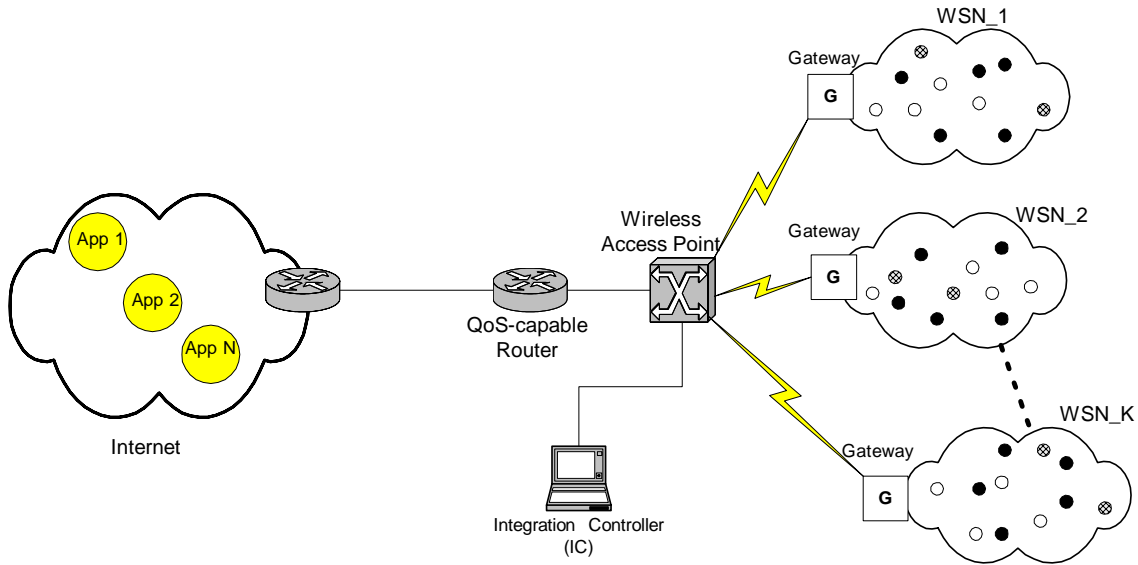 WSN_1
Gateway
G
WSN_2
Gateway
G
Wireless
Access Point
App 1
App 2
App N
QoS-capable
Router
Internet
WSN_K
Gateway
G
Integration Controller
(IC)